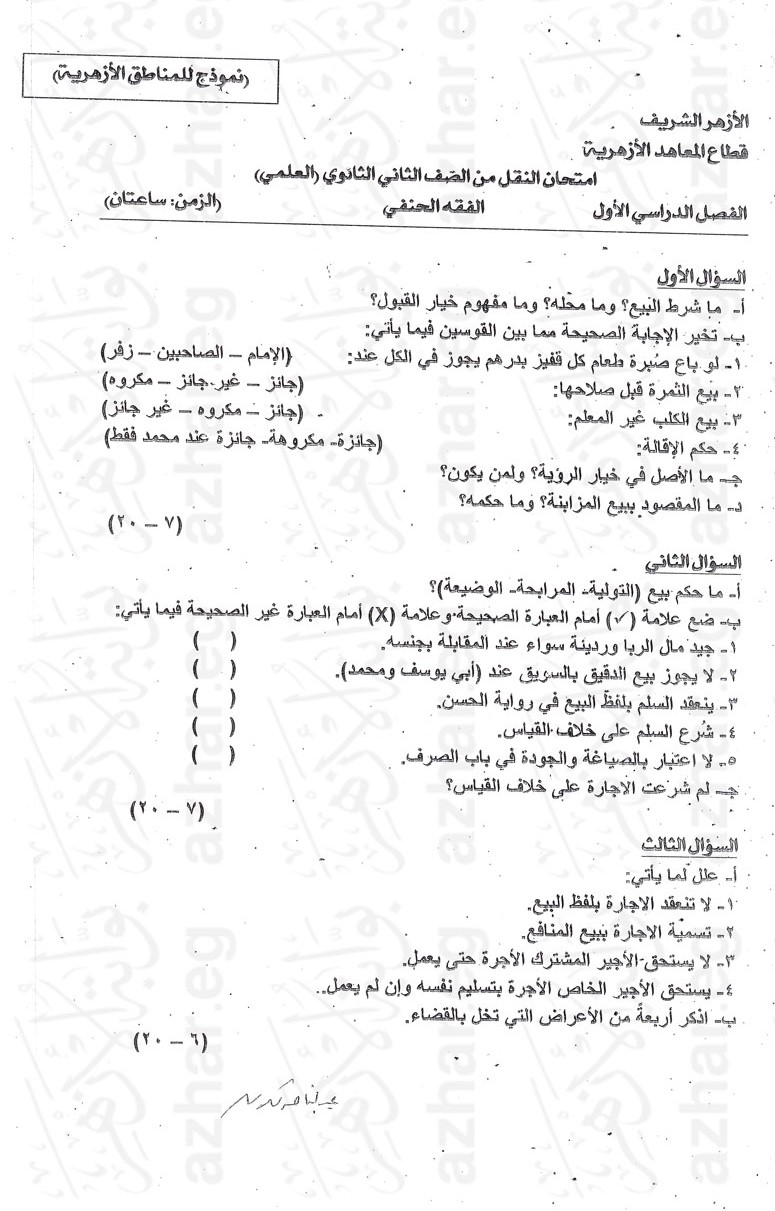 (نموذج للمناطق الأزهرية)
الأزهر الشريف
قطاع المعاهد الأزهرية
امتحان النقل من الصف الثاني الثانوي (العلمي)
الفصل الدراسي الأول الفقه الحنفي (الزمن: ساعتان)
السؤال الأول
أ- ما شرط البيع؟ وما محله؟ وما مفهوم خيار القبول؟
ب- تخير الإجابة الصحيحة مما بين القوسين فيما يأتي:
١- لو باع صُبرة طعام كل قفيز بدرهم يجوز في الكل عند: (الإمام – الصاحبين – زفر)
٢- بيع الثمرة قبل صلاحها: (جائز – غير جائز – مكروه)
٣- بيع الكلب غير المعلم: (جائز – مكروه – غير جائز)
٤- حكم الإقالة: (جائزة- مكروهة- جائزة عند محمد فقط)
جـ- ما الأصل في خيار الرؤية؟ ولمن يكون؟
د- ما المقصود ببيع المزابنة؟ وما حكمه؟
(٧ – ٢٠)
السؤال الثاني
أ- ما حكم بيع (التولية- المرابحة- الوضيعة)؟
ب- ضع علامة (✓) أمام العبارة الصحيحة وعلامة (X) أمام العبارة غير الصحيحة فيما يأتي:
١- جيد مال الربا وردينة سواء عند المقابلة بجنسه. ( )
٢- لا يجوز بيع الدقيق بالسويق عند (أبي يوسف ومحمد). ( )
٣- ينعقد السلم بلفظ البيع في رواية الحسن. ( )
٤- شُرع السلم على خلاف القياس. ( )
٥- لا اعتبار بالصياغة والجودة في باب الصرف. ( )
جـ- لم شرعت الاجارة على خلاف القياس؟
(٧ – ٢٠)
السؤال الثالث
أ- علل لما يأتي:
١- لا تنعقد الاجارة بلفظ البيع.
٢- تسمية الاجارة ببيع المنافع.
٣- لا يستحق الأجير المشترك الأجرة حتى يعمل.
٤- يستحق الأجير الخاص الأجرة بتسليم نفسه وإن لم يعمل..
ب- اذكر أربعةً من الأعراض التي تخل بالقضاء.
(٦ – ٢٠)
azhar.eg